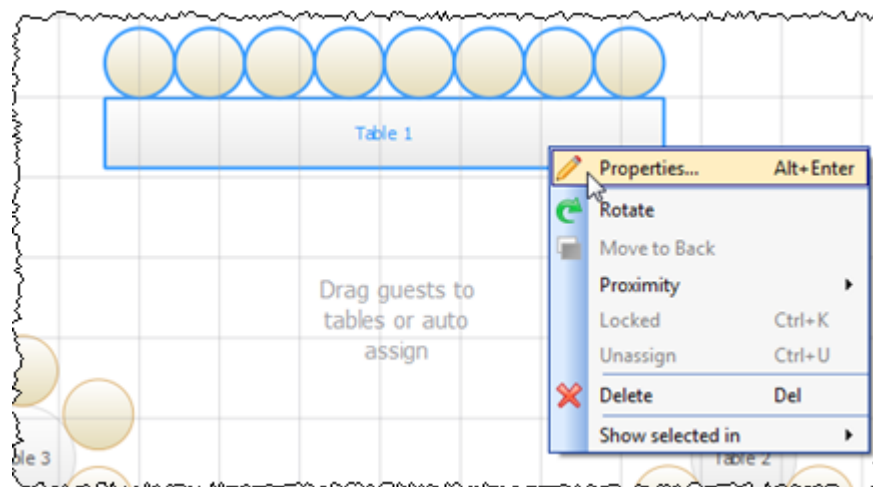 Table 1
Properties... Alt+Enter
Rotate
Move to Back
Proximity
Drag guests to
tables or auto
assign
Locked Ctrl+K
Unassign Ctrl+U
Delete Del
Show selected in
ble 3
Table 2